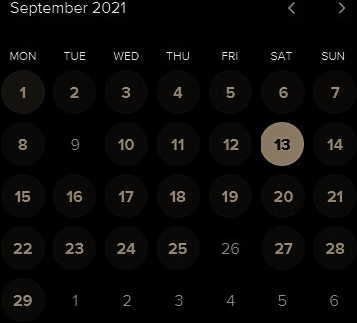 September 2021
MON TUE WED THU FRI SAT SUN
1 2 3 4 5 6 7
8 9 10 11 12 13 14
15 16 17 18 19 20 21
22 23 24 25 26 27 28
29 1 2 3 4 5 6